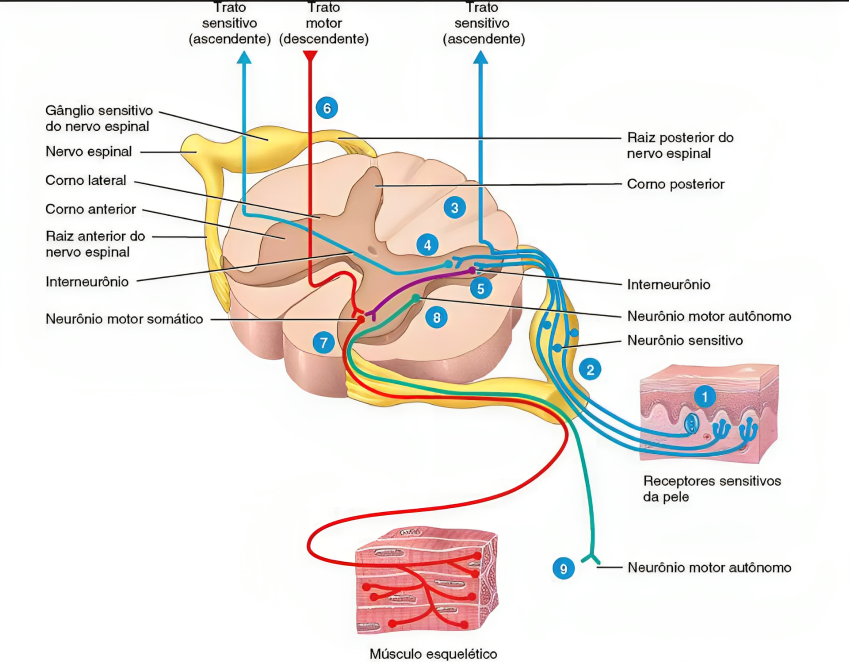 Trato
sensitivo
(ascendente)
Trato
motor
(descendente)
Trato
sensitivo
(ascendente)
6
Gânglio sensitivo
do nervo espinal
Nervo espinal
Corno lateral
Corno anterior
Raiz anterior do
nervo espinal
Interneurônio
Neurônio motor somático
Raiz posterior do
nervo espinal
Corno posterior
3
4
5
Interneurônio
Neurônio motor autônomo
8
Neurônio sensitivo
7
2
1
Receptores sensitivos
da pele
9
Neurônio motor autônomo
Músculo esquelético